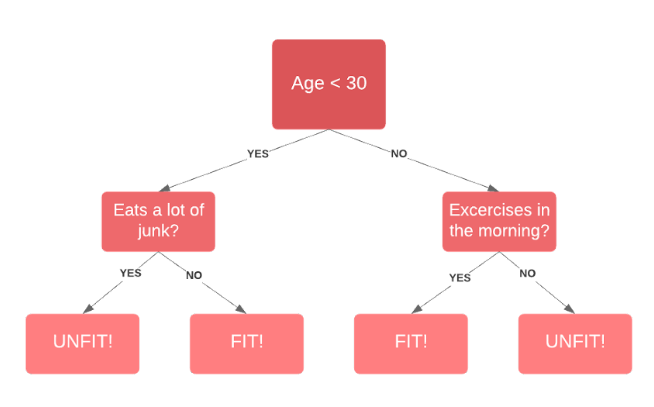 Age < 30
YES
NO
Eats a lot of
junk?
Excercises in
the morning?
YES
NO
YES
NO
UNFIT!
FIT!
FIT!
UNFIT!